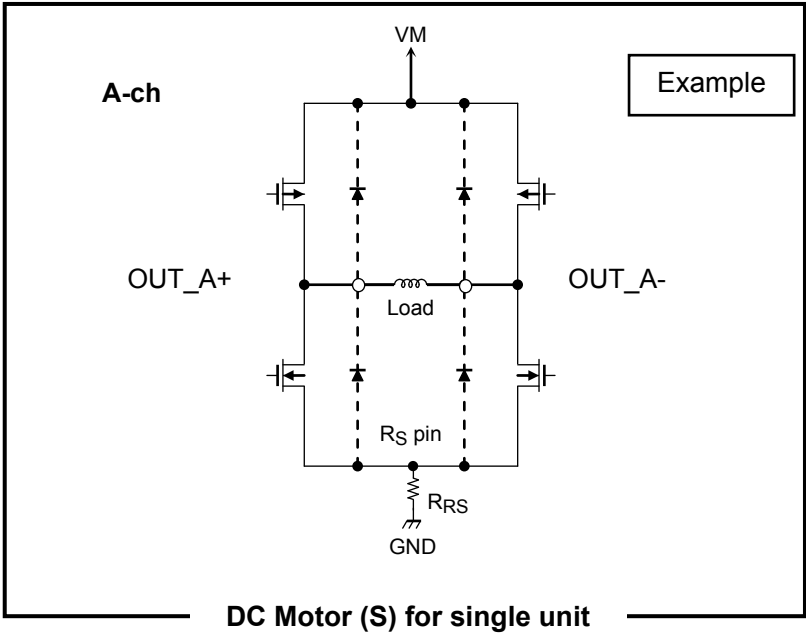 VM
A-ch
Example
OUT_A+
OUT_A-
Load
RS pin
RRS
GND
DC Motor (S) for single unit